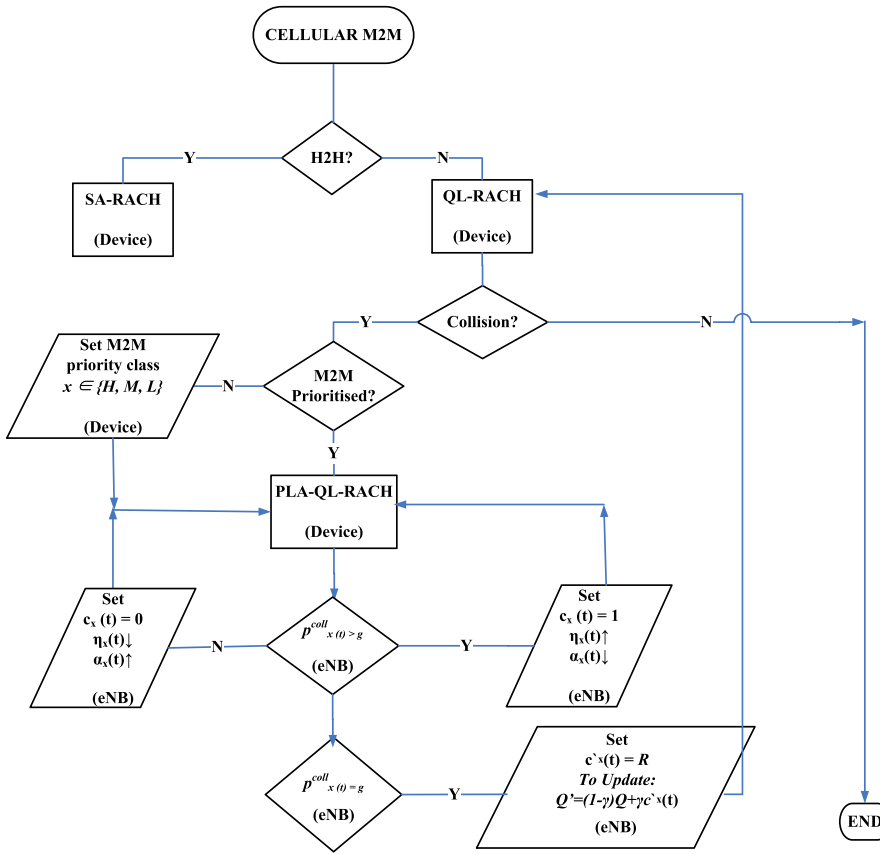 CELLULAR M2M
H2H?
Y
N
SA-RACH
(Device)
QL-RACH
(Device)
Collision?
Y
N
Set M2M
priority class
x ∈ {H, M, L}
(Device)
N
M2M
Prioritised?
Y
PLA-QL-RACH
(Device)
Set
cₓ (t) = 0
ηₓ(t)↓
αₓ(t)↑
(eNB)
N
p^coll x (t) > g
(eNB)
Y
Set
cₓ (t) = 1
ηₓ(t)↑
αₓ(t)↓
(eNB)
p^coll x (t) = g
(eNB)
Y
Set
c`ˣ(t) = R
To Update:
Q'=(1-γ)Q+γc`ˣ(t)
(eNB)
END